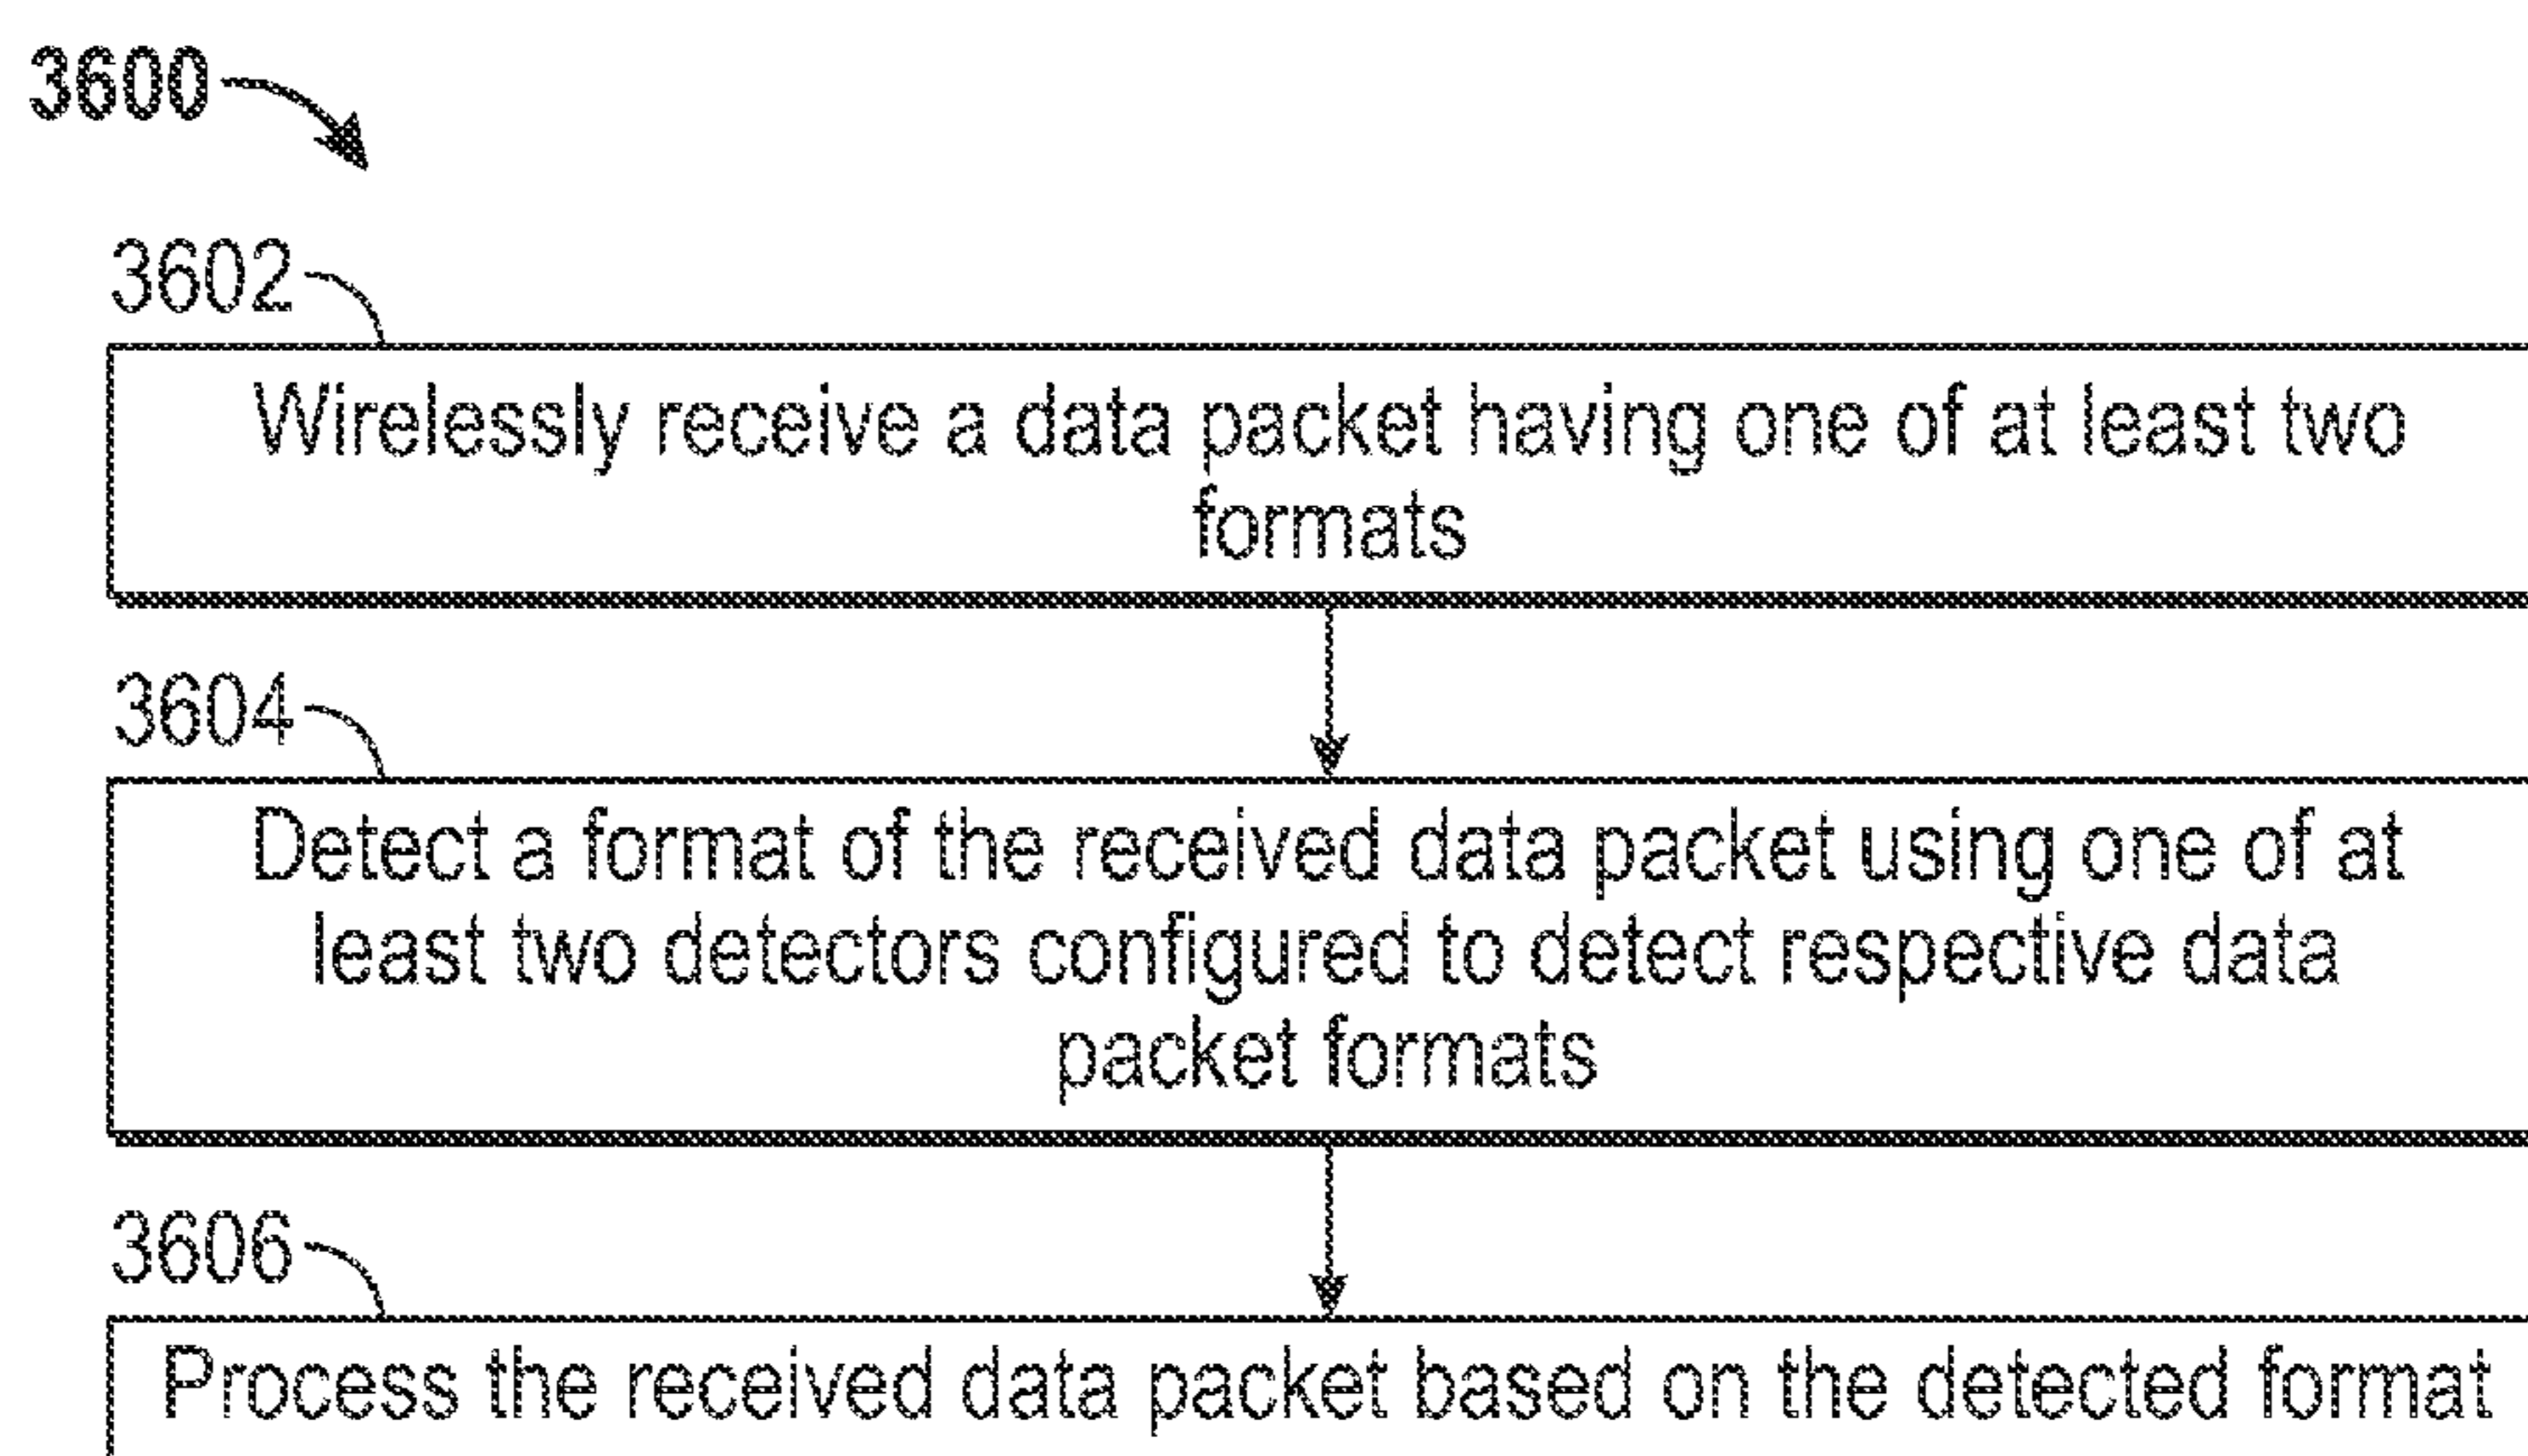 3600
3602
Wirelessly receive a data packet having one of at least two
formats
3604
Detect a format of the received data packet using one of at
least two detectors configured to detect respective data
packet formats
3606
Process the received data packet based on the detected format